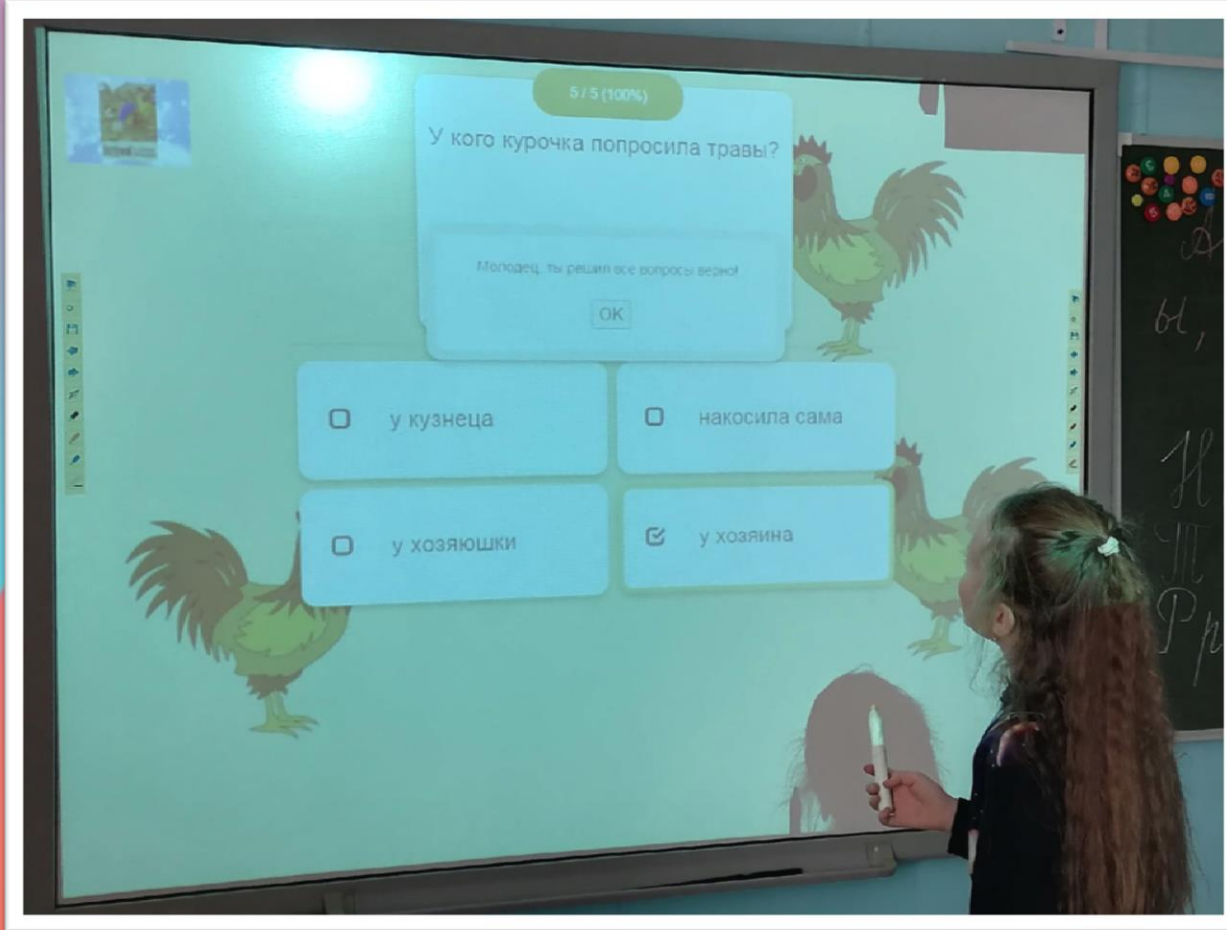 5 / 5 (100%)
У кого курочка попросила травы?
Молодец, ты решил все вопросы верно!
OK
у кузнеца
накосила сама
у хозяюшки
у хозяина
ы,
Н
Т
Р р